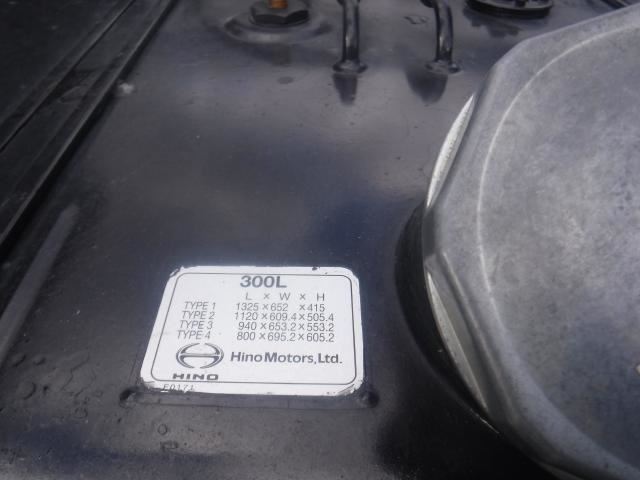 300L
L × W × H
TYPE 1 1325×652 ×415
TYPE 2 1120×609.4×505.4
TYPE 3 940×653.2×553.2
TYPE 4 800×695.2×605.2
HINO
Hino Motors, Ltd.
E0171